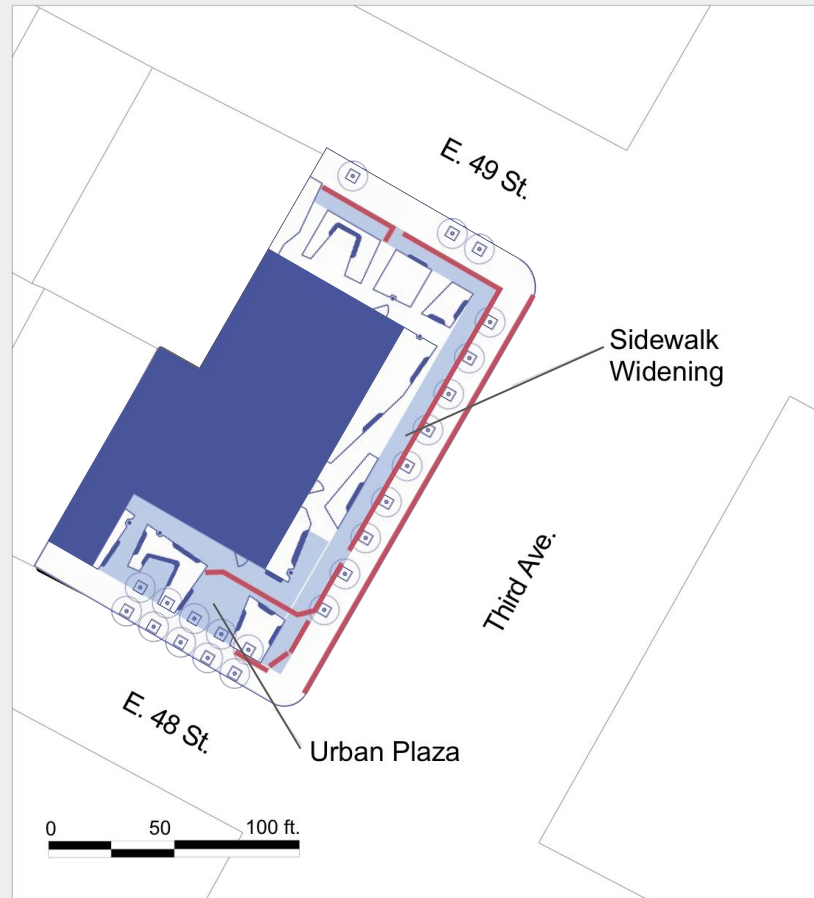 E. 49 St.
Sidewalk
Widening
Third Ave.
E. 48 St.
Urban Plaza
0 50 100 ft.